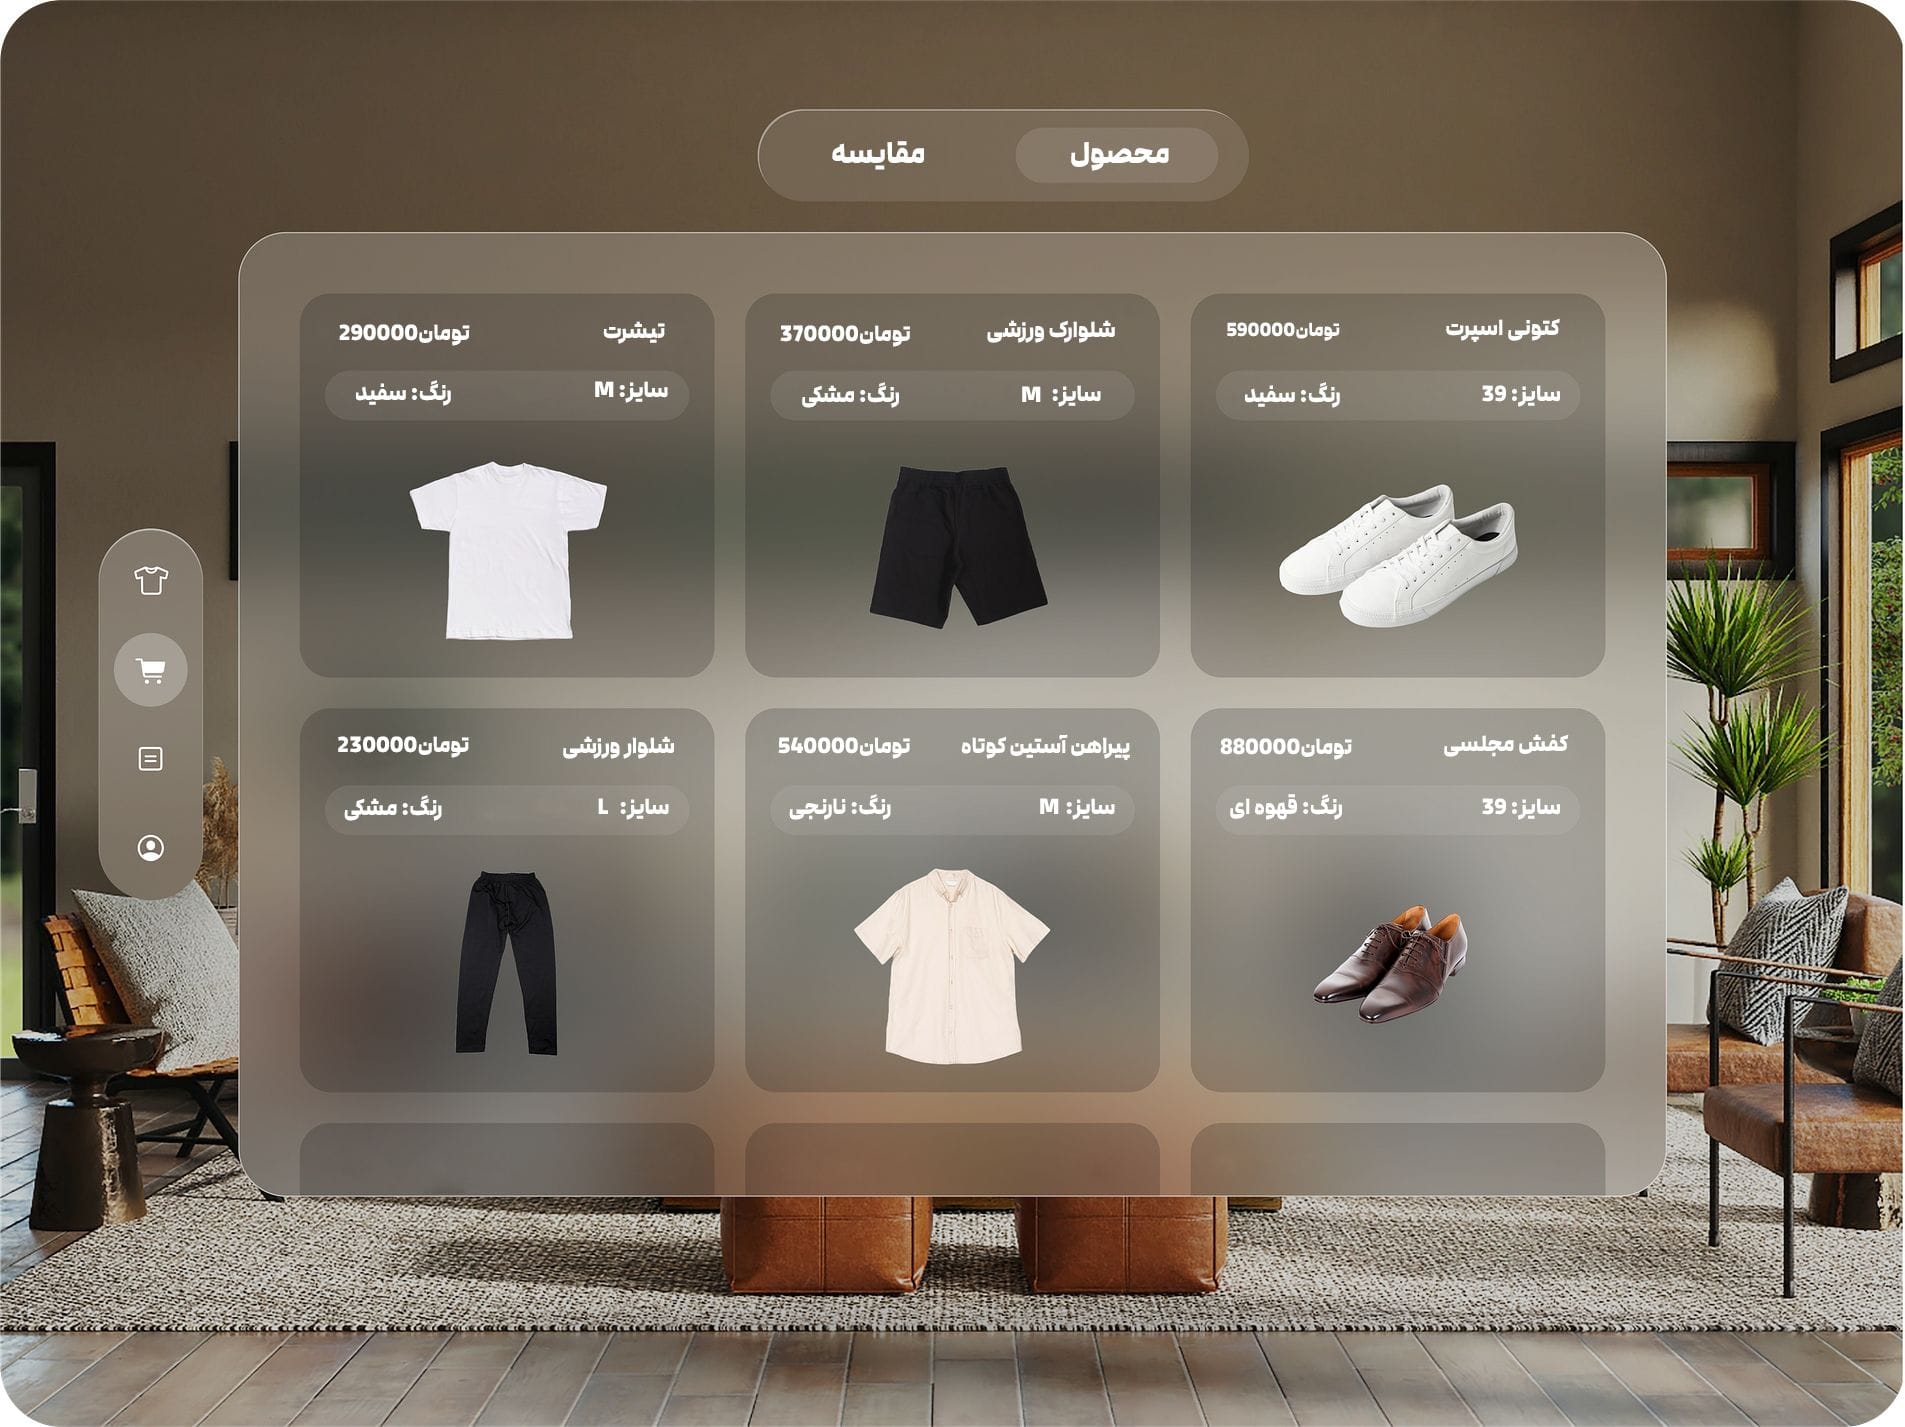 محصول
مقایسه
کتونی اسپرت
590000تومان
سایز: 39
رنگ: سفید
شلوارک ورزشی
370000تومان
سایز: M
رنگ: مشکی
تیشرت
290000تومان
سایز: M
رنگ: سفید
کفش مجلسی
880000تومان
سایز: 39
رنگ: قهوه ای
پیراهن آستین کوتاه
540000تومان
سایز: M
رنگ: نارنجی
شلوار ورزشی
230000تومان
سایز: L
رنگ: مشکی